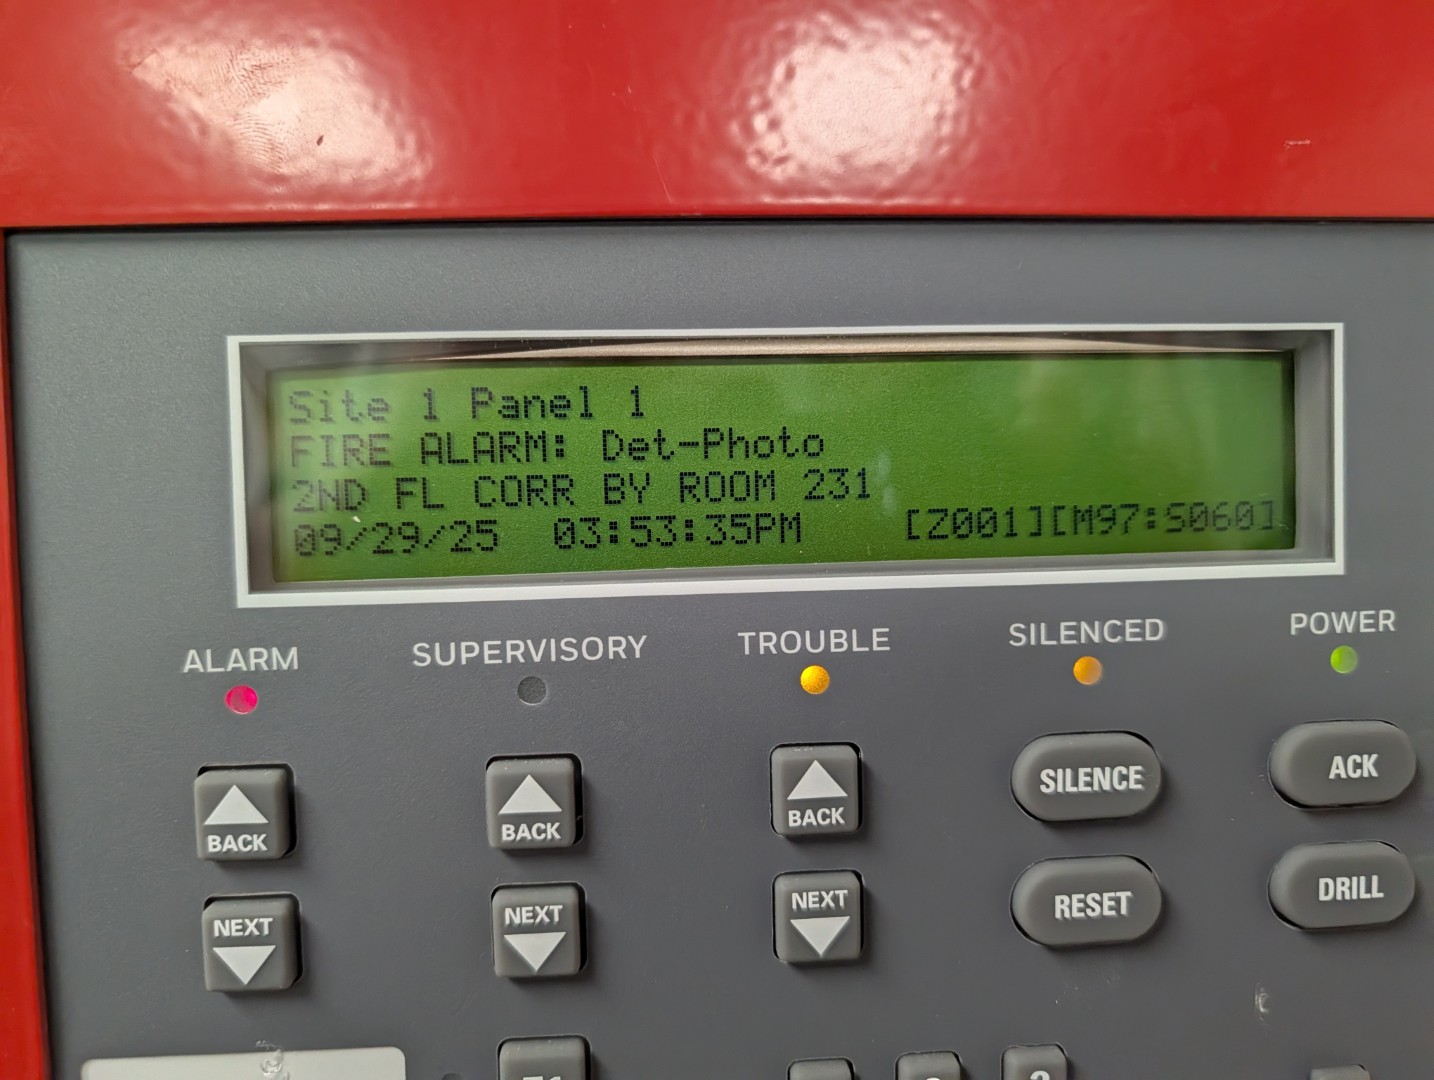 Site 1 Panel 1
FIRE ALARM: Det-Photo
2ND FL CORR BY ROOM 231
09/29/25 03:53:35PM [Z001][M97:S060]
ALARM SUPERVISORY TROUBLE SILENCED POWER
BACK BACK BACK SILENCE ACK
NEXT NEXT NEXT RESET DRILL